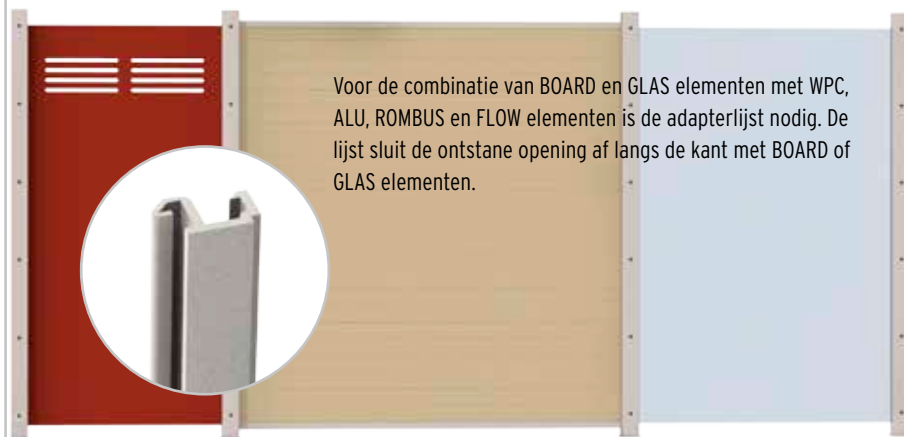 Voor de combinatie van BOARD en GLAS elementen met WPC,
ALU, ROMBUS en FLOW elementen is de adapterlijst nodig. De
lijst sluit de ontstane opening af langs de kant met BOARD of
GLAS elementen.